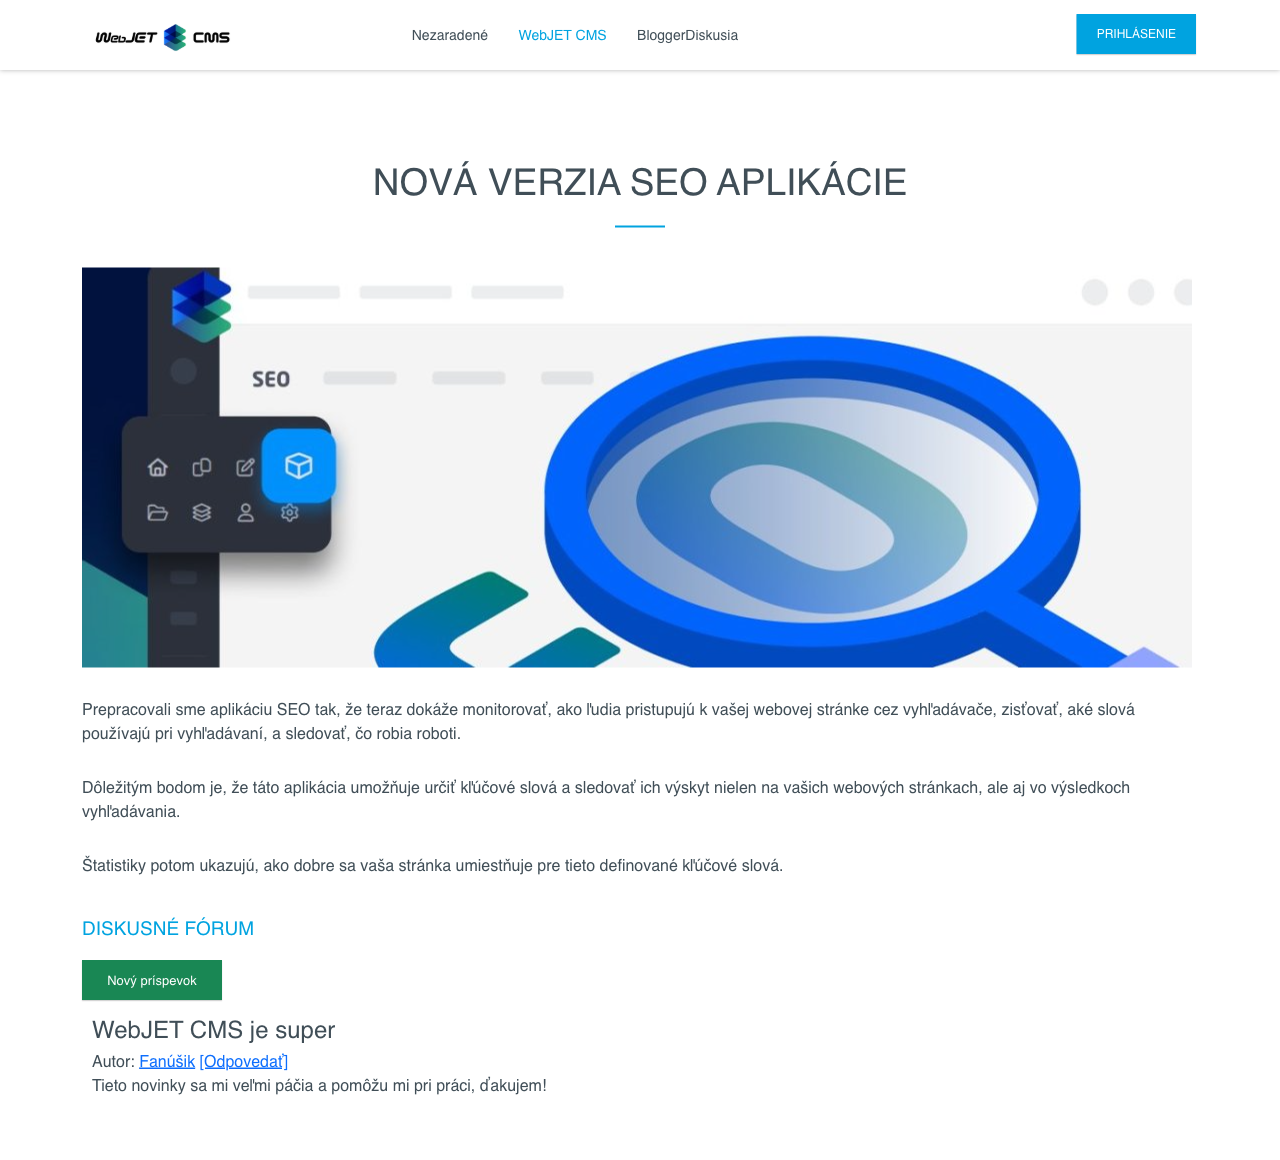 WebJET CMS
Nezaradené
WebJET CMS
BloggerDiskusia
PRIHLÁSENIE
NOVÁ VERZIA SEO APLIKÁCIE
SEO
Prepracovali sme aplikáciu SEO tak, že teraz dokáže monitorovať, ako ľudia pristupujú k vašej webovej stránke cez vyhľadávače, zisťovať, aké slová
používajú pri vyhľadávaní, a sledovať, čo robia roboti.
Dôležitým bodom je, že táto aplikácia umožňuje určiť kľúčové slová a sledovať ich výskyt nielen na vašich webových stránkach, ale aj vo výsledkoch
vyhľadávania.
Štatistiky potom ukazujú, ako dobre sa vaša stránka umiestňuje pre tieto definované kľúčové slová.
DISKUSNÉ FÓRUM
Nový príspevok
WebJET CMS je super
Autor: Fanúšik [Odpovedať]
Tieto novinky sa mi veľmi páčia a pomôžu mi pri práci, ďakujem!